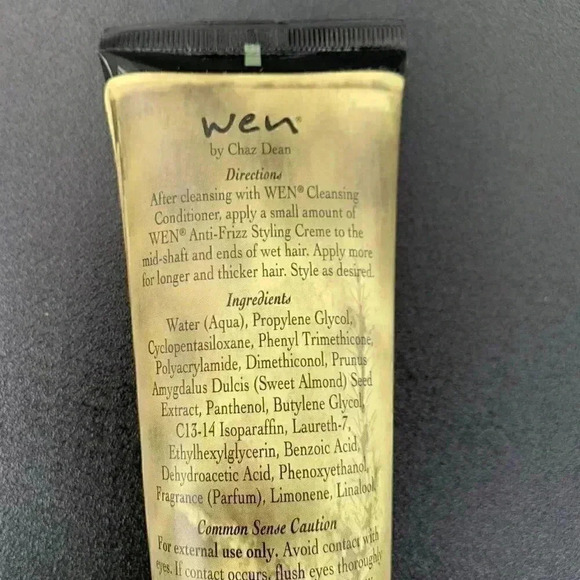 wen®
by Chaz Dean
Directions
After cleansing with WEN® Cleansing
Conditioner, apply a small amount of
WEN® Anti-Frizz Styling Creme to the
mid-shaft and ends of wet hair. Apply more
for longer and thicker hair. Style as desired.
Ingredients
Water (Aqua), Propylene Glycol,
Cyclopentasiloxane, Phenyl Trimethicone,
Polyacrylamide, Dimethiconol, Prunus
Amygdalus Dulcis (Sweet Almond) Seed
Extract, Panthenol, Butylene Glycol,
C13-14 Isoparaffin, Laureth-7,
Ethylhexylglycerin, Benzoic Acid,
Dehydroacetic Acid, Phenoxyethanol,
Fragrance (Parfum), Limonene, Linalool
Common Sense Caution
For external use only. Avoid contact with
eyes. If contact occurs, flush eyes thoroughly